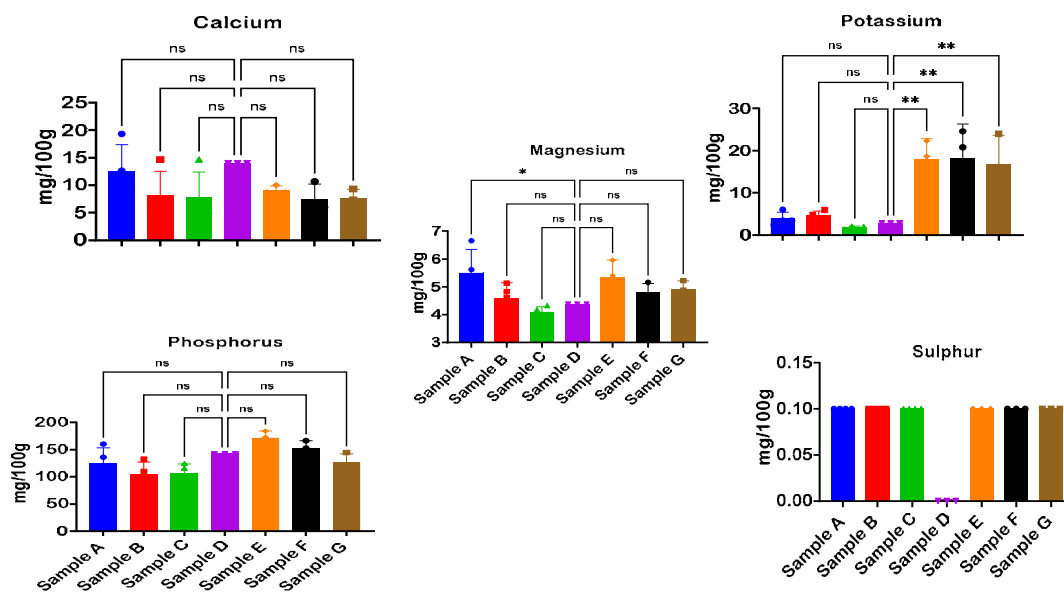 Calcium
ns
ns
ns
ns
ns
ns
mg/100g
25
20
15
10
5
0
Magnesium
*
ns
ns
ns
ns
ns
mg/100g
7
6
5
4
3
Sample A
Sample B
Sample C
Sample D
Sample E
Sample F
Sample G
Potassium
ns
**
ns
**
ns
**
mg/100g
30
20
10
0
Phosphorus
ns
ns
ns
ns
ns
ns
mg/100g
200
150
100
50
0
Sample A
Sample B
Sample C
Sample D
Sample E
Sample F
Sample G
Sulphur
mg/100g
0.15
0.10
0.05
0.00
Sample A
Sample B
Sample C
Sample D
Sample E
Sample F
Sample G